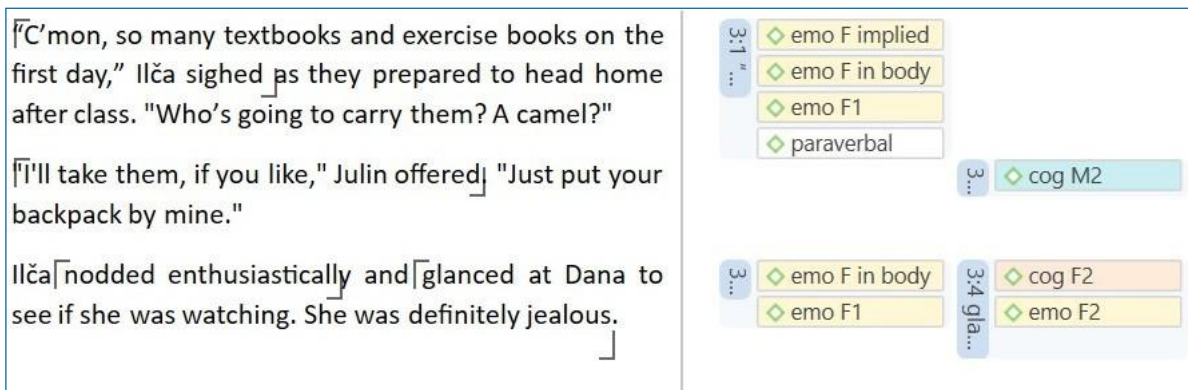 “C’mon, so many textbooks and exercise books on the
first day,” Ilča sighed as they prepared to head home
after class. "Who’s going to carry them? A camel?"
"I'll take them, if you like," Julin offered. "Just put your
backpack by mine."
Ilča nodded enthusiastically and glanced at Dana to
see if she was watching. She was definitely jealous.
3:1 “ ...
emo F implied
emo F in body
emo F1
paraverbal
3...
cog M2
3...
emo F in body
emo F1
3:4 gla...
cog F2
emo F2